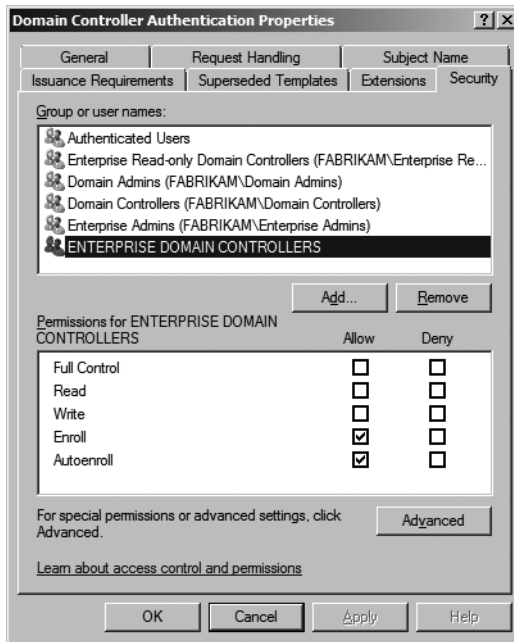 Domain Controller Authentication Properties
General Request Handling Subject Name
Issuance Requirements Superseded Templates Extensions Security
Group or user names:
Authenticated Users
Enterprise Read-only Domain Controllers (FABRIKAM\Enterprise Re...
Domain Admins (FABRIKAM\Domain Admins)
Domain Controllers (FABRIKAM\Domain Controllers)
Enterprise Admins (FABRIKAM\Enterprise Admins)
ENTERPRISE DOMAIN CONTROLLERS
Add... Remove
Permissions for ENTERPRISE DOMAIN
CONTROLLERS Allow Deny
Full Control
Read
Write
Enroll
Autoenroll
For special permissions or advanced settings, click
Advanced.
Advanced
Learn about access control and permissions
OK Cancel Apply Help